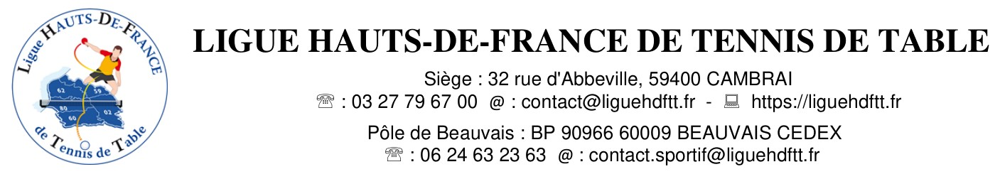 Ligue HAUTS-DE-FRANCE
62
59
80
02
60
de Tennis de Table
LIGUE HAUTS-DE-FRANCE DE TENNIS DE TABLE
Siège : 32 rue d'Abbeville, 59400 CAMBRAI
☏ : 03 27 79 67 00 @ : contact@liguehdftt.fr - 💻 https://liguehdftt.fr
Pôle de Beauvais : BP 90966 60009 BEAUVAIS CEDEX
☏ : 06 24 63 23 63 @ : contact.sportif@liguehdftt.fr